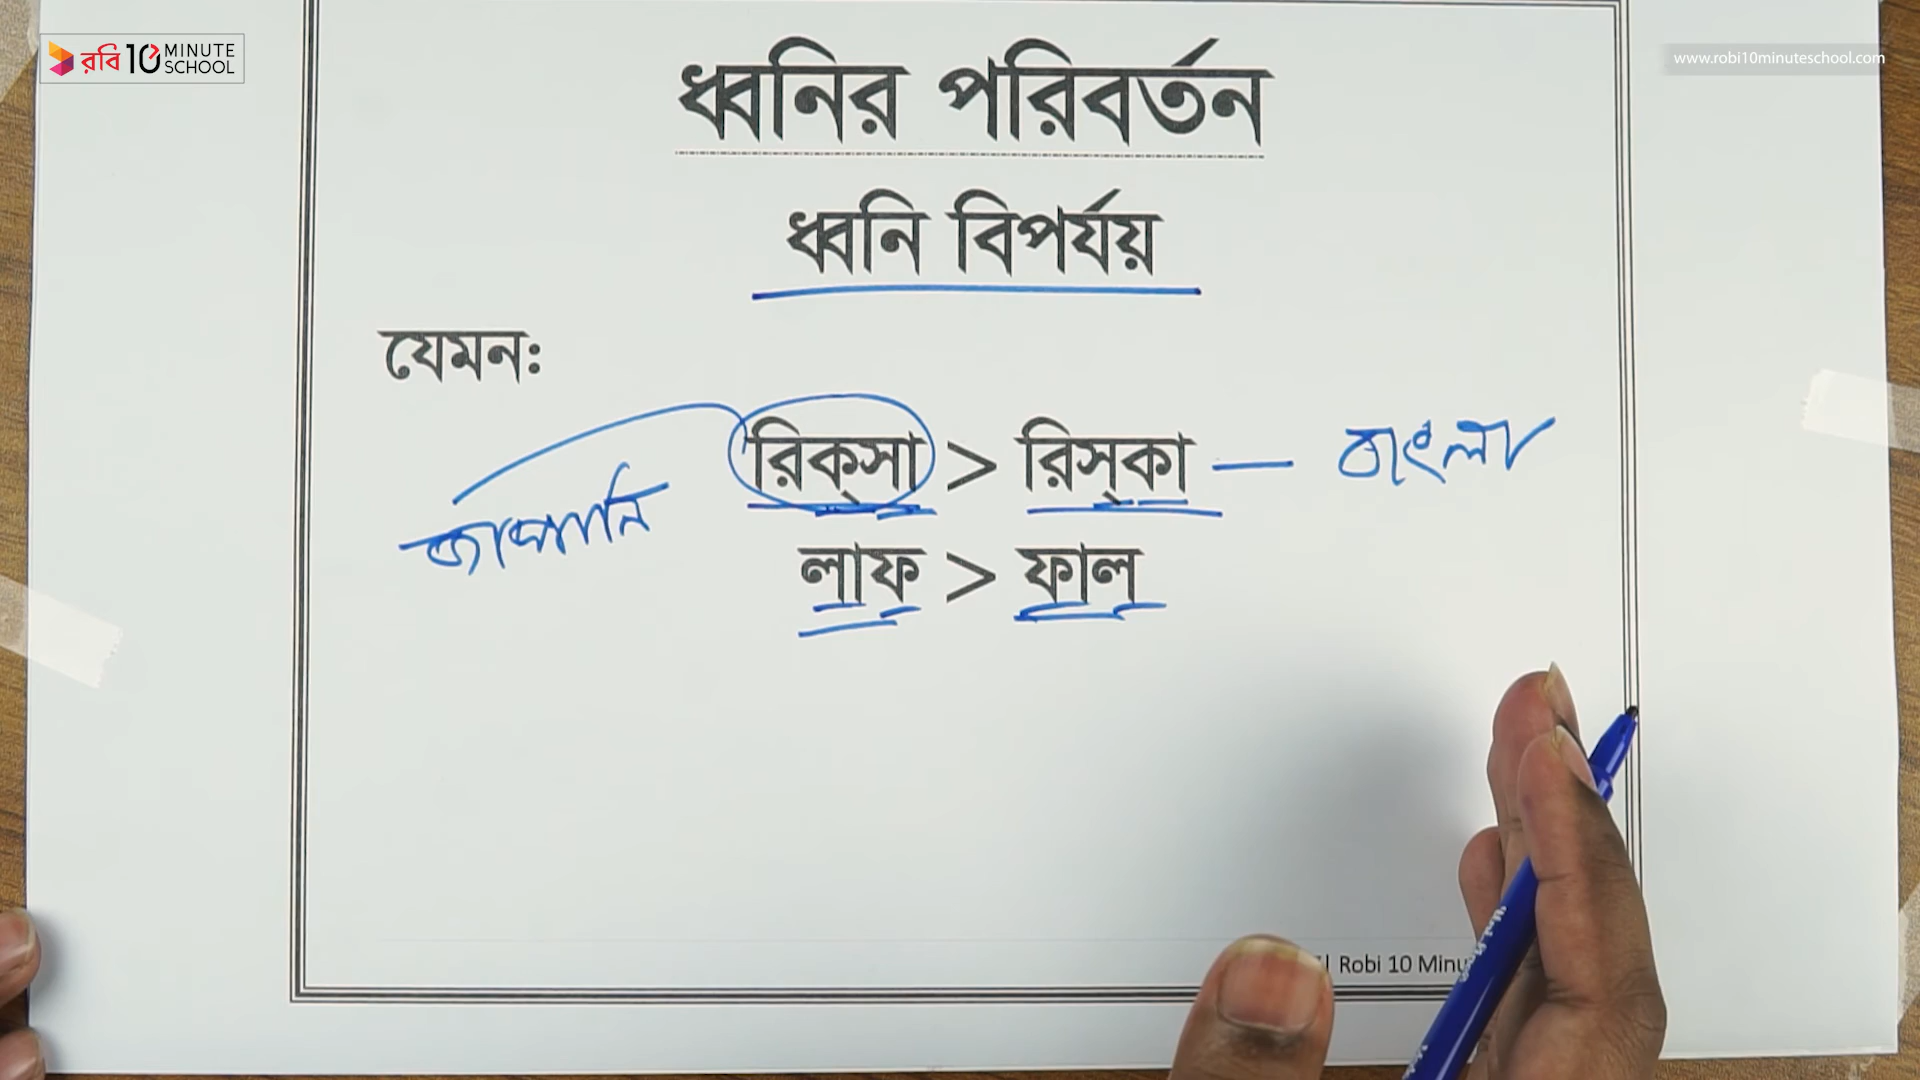 রবি 10 MINUTE SCHOOL
www.robi10minuteschool.com
ধ্বনির পরিবর্তন
ধ্বনি বিপর্যয়
যেমনঃ
রিক্‌সা > রিস্‌কা — বাংলা
জাপানি
লাফ্ > ফাল্
| Robi 10 Minu